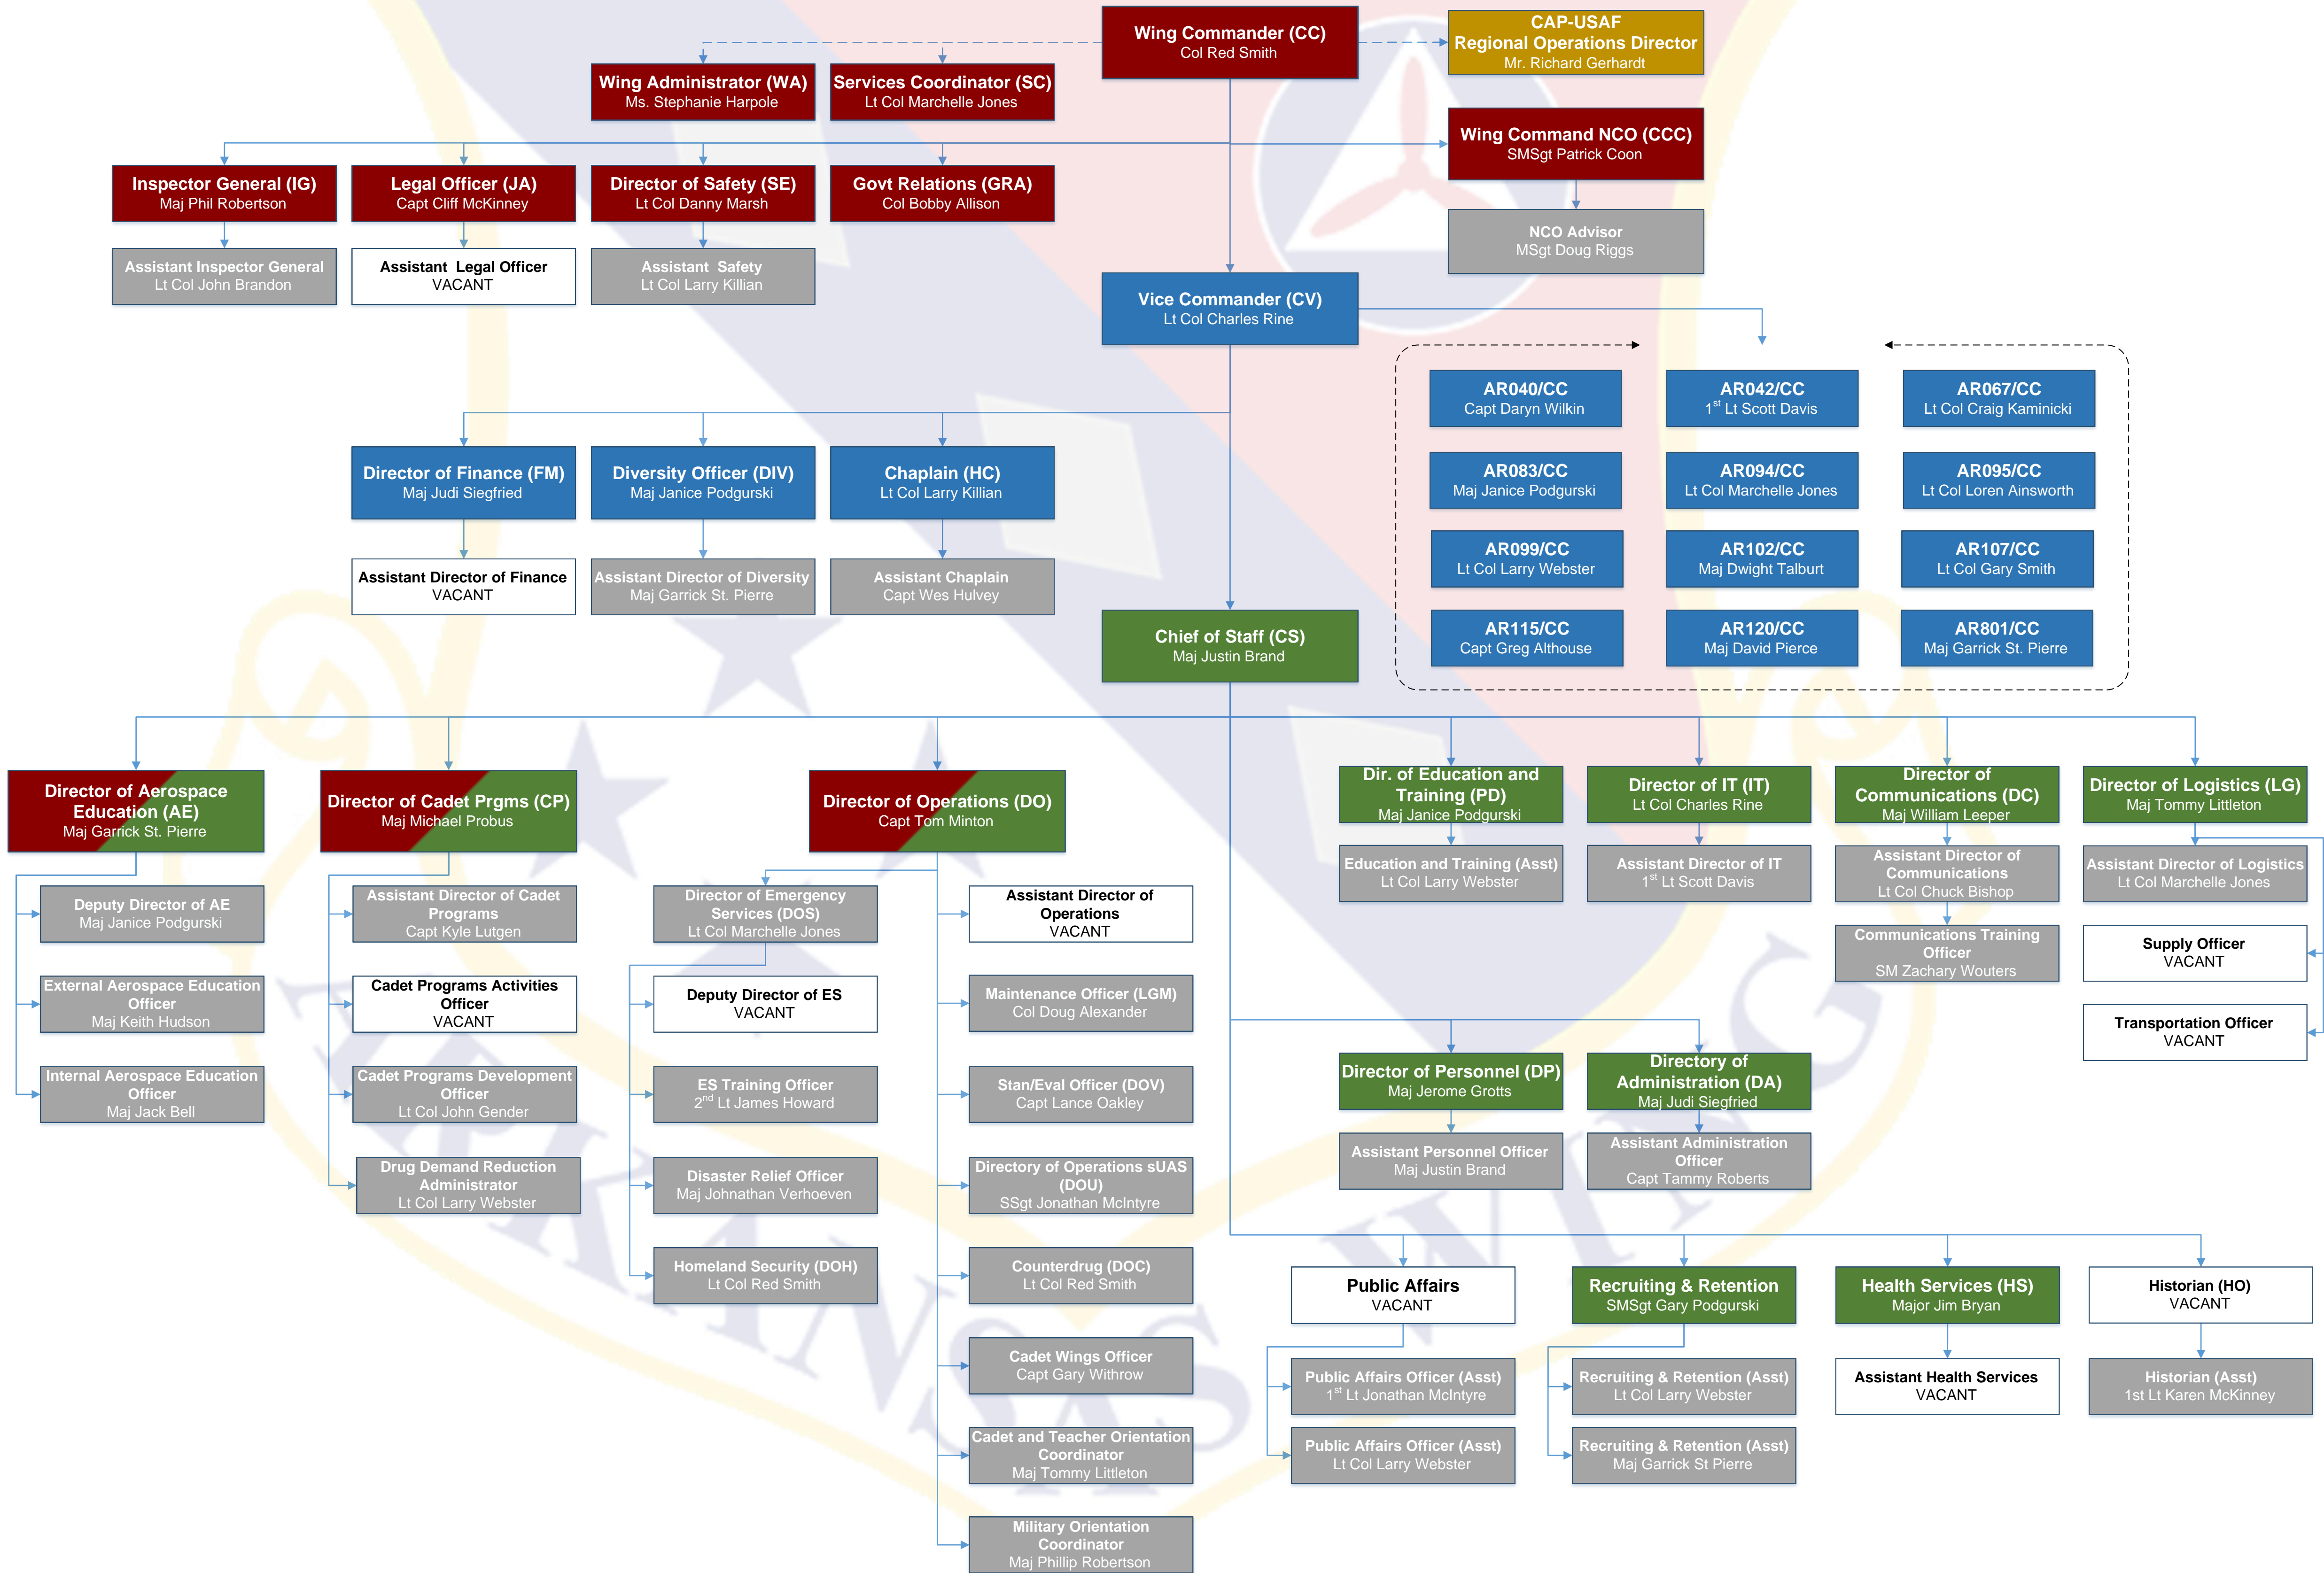 Wing Commander (CC)
Col Red Smith
CAP-USAF
Regional Operations Director
Mr. Richard Gerhardt
Wing Administrator (WA)
Ms. Stephanie Harpole
Services Coordinator (SC)
Lt Col Marchelle Jones
Wing Command NCO (CCC)
SMSgt Patrick Coon
Inspector General (IG)
Maj Phil Robertson
Legal Officer (JA)
Capt Cliff McKinney
Director of Safety (SE)
Lt Col Danny Marsh
Govt Relations (GRA)
Col Bobby Allison
NCO Advisor
MSgt Doug Riggs
Assistant Inspector General
Lt Col John Brandon
Assistant Legal Officer
VACANT
Assistant Safety
Lt Col Larry Killian
Vice Commander (CV)
Lt Col Charles Rine
AR040/CC
Capt Daryn Wilkin
AR042/CC
1st Lt Scott Davis
AR067/CC
Lt Col Craig Kaminicki
AR083/CC
Maj Janice Podgurski
AR094/CC
Lt Col Marchelle Jones
AR095/CC
Lt Col Loren Ainsworth
AR099/CC
Lt Col Larry Webster
AR102/CC
Maj Dwight Talburt
AR107/CC
Lt Col Gary Smith
AR115/CC
Capt Greg Althouse
AR120/CC
Maj David Pierce
AR801/CC
Maj Garrick St. Pierre
Director of Finance (FM)
Maj Judi Siegfried
Diversity Officer (DIV)
Maj Janice Podgurski
Chaplain (HC)
Lt Col Larry Killian
Assistant Director of Finance
VACANT
Assistant Director of Diversity
Maj Garrick St. Pierre
Assistant Chaplain
Capt Wes Hulvey
Chief of Staff (CS)
Maj Justin Brand
Director of Aerospace
Education (AE)
Maj Garrick St. Pierre
Director of Cadet Prgms (CP)
Maj Michael Probus
Director of Operations (DO)
Capt Tom Minton
Dir. of Education and
Training (PD)
Maj Janice Podgurski
Director of IT (IT)
Lt Col Charles Rine
Director of
Communications (DC)
Maj William Leeper
Director of Logistics (LG)
Maj Tommy Littleton
Education and Training (Asst)
Lt Col Larry Webster
Assistant Director of IT
1st Lt Scott Davis
Assistant Director of
Communications
Lt Col Chuck Bishop
Assistant Director of Logistics
Lt Col Marchelle Jones
Communications Training
Officer
SM Zachary Wouters
Supply Officer
VACANT
Transportation Officer
VACANT
Deputy Director of AE
Maj Janice Podgurski
External Aerospace Education
Officer
Maj Keith Hudson
Internal Aerospace Education
Officer
Maj Jack Bell
Assistant Director of Cadet
Programs
Capt Kyle Lutgen
Cadet Programs Activities
Officer
VACANT
Cadet Programs Development
Officer
Lt Col John Gender
Drug Demand Reduction
Administrator
Lt Col Larry Webster
Director of Emergency
Services (DOS)
Lt Col Marchelle Jones
Deputy Director of ES
VACANT
ES Training Officer
2nd Lt James Howard
Disaster Relief Officer
Maj Johnathan Verhoeven
Homeland Security (DOH)
Lt Col Red Smith
Assistant Director of
Operations
VACANT
Maintenance Officer (LGM)
Col Doug Alexander
Stan/Eval Officer (DOV)
Capt Lance Oakley
Directory of Operations sUAS
(DOU)
SSgt Jonathan McIntyre
Counterdrug (DOC)
Lt Col Red Smith
Cadet Wings Officer
Capt Gary Withrow
Cadet and Teacher Orientation
Coordinator
Maj Tommy Littleton
Military Orientation
Coordinator
Maj Phillip Robertson
Director of Personnel (DP)
Maj Jerome Grotts
Directory of
Administration (DA)
Maj Judi Siegfried
Assistant Personnel Officer
Maj Justin Brand
Assistant Administration
Officer
Capt Tammy Roberts
Public Affairs
VACANT
Recruiting & Retention
SMSgt Gary Podgurski
Health Services (HS)
Major Jim Bryan
Historian (HO)
VACANT
Public Affairs Officer (Asst)
1st Lt Jonathan McIntyre
Recruiting & Retention (Asst)
Lt Col Larry Webster
Assistant Health Services
VACANT
Historian (Asst)
1st Lt Karen McKinney
Public Affairs Officer (Asst)
Lt Col Larry Webster
Recruiting & Retention (Asst)
Maj Garrick St Pierre
ARKANSAS WING